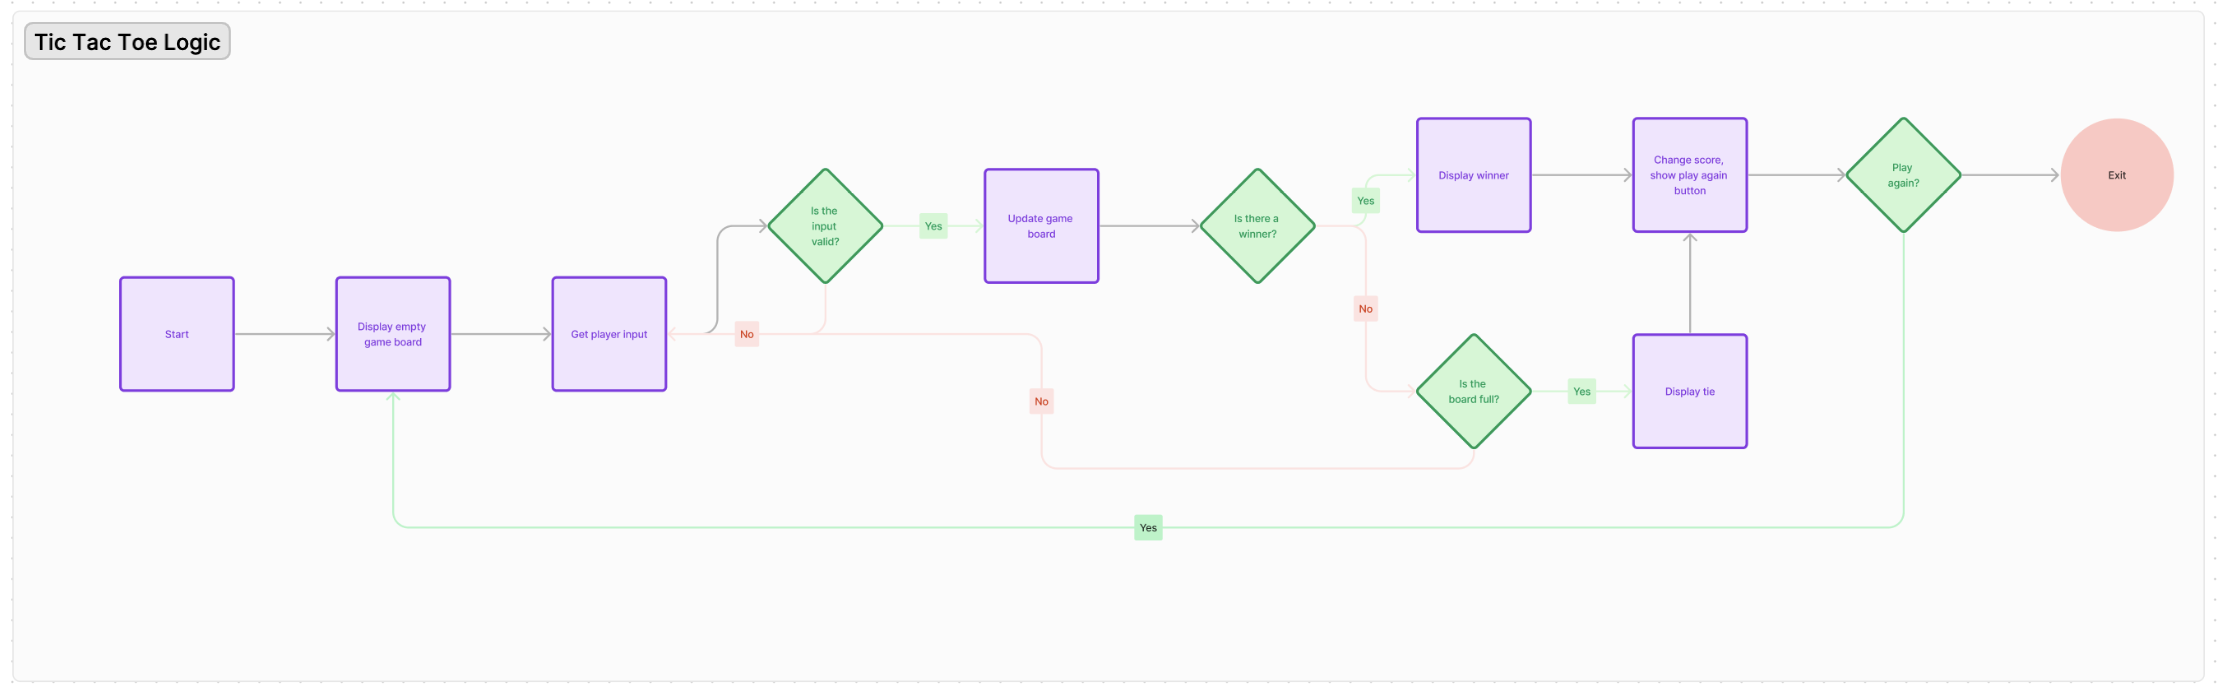 Tic Tac Toe Logic
Start
Display empty
game board
Get player input
No
Is the
input
valid?
Yes
Update game
board
No
Is there a
winner?
Yes
No
Display winner
Is the
board full?
Yes
Display tie
Change score,
show play again
button
Play
again?
Yes
Exit